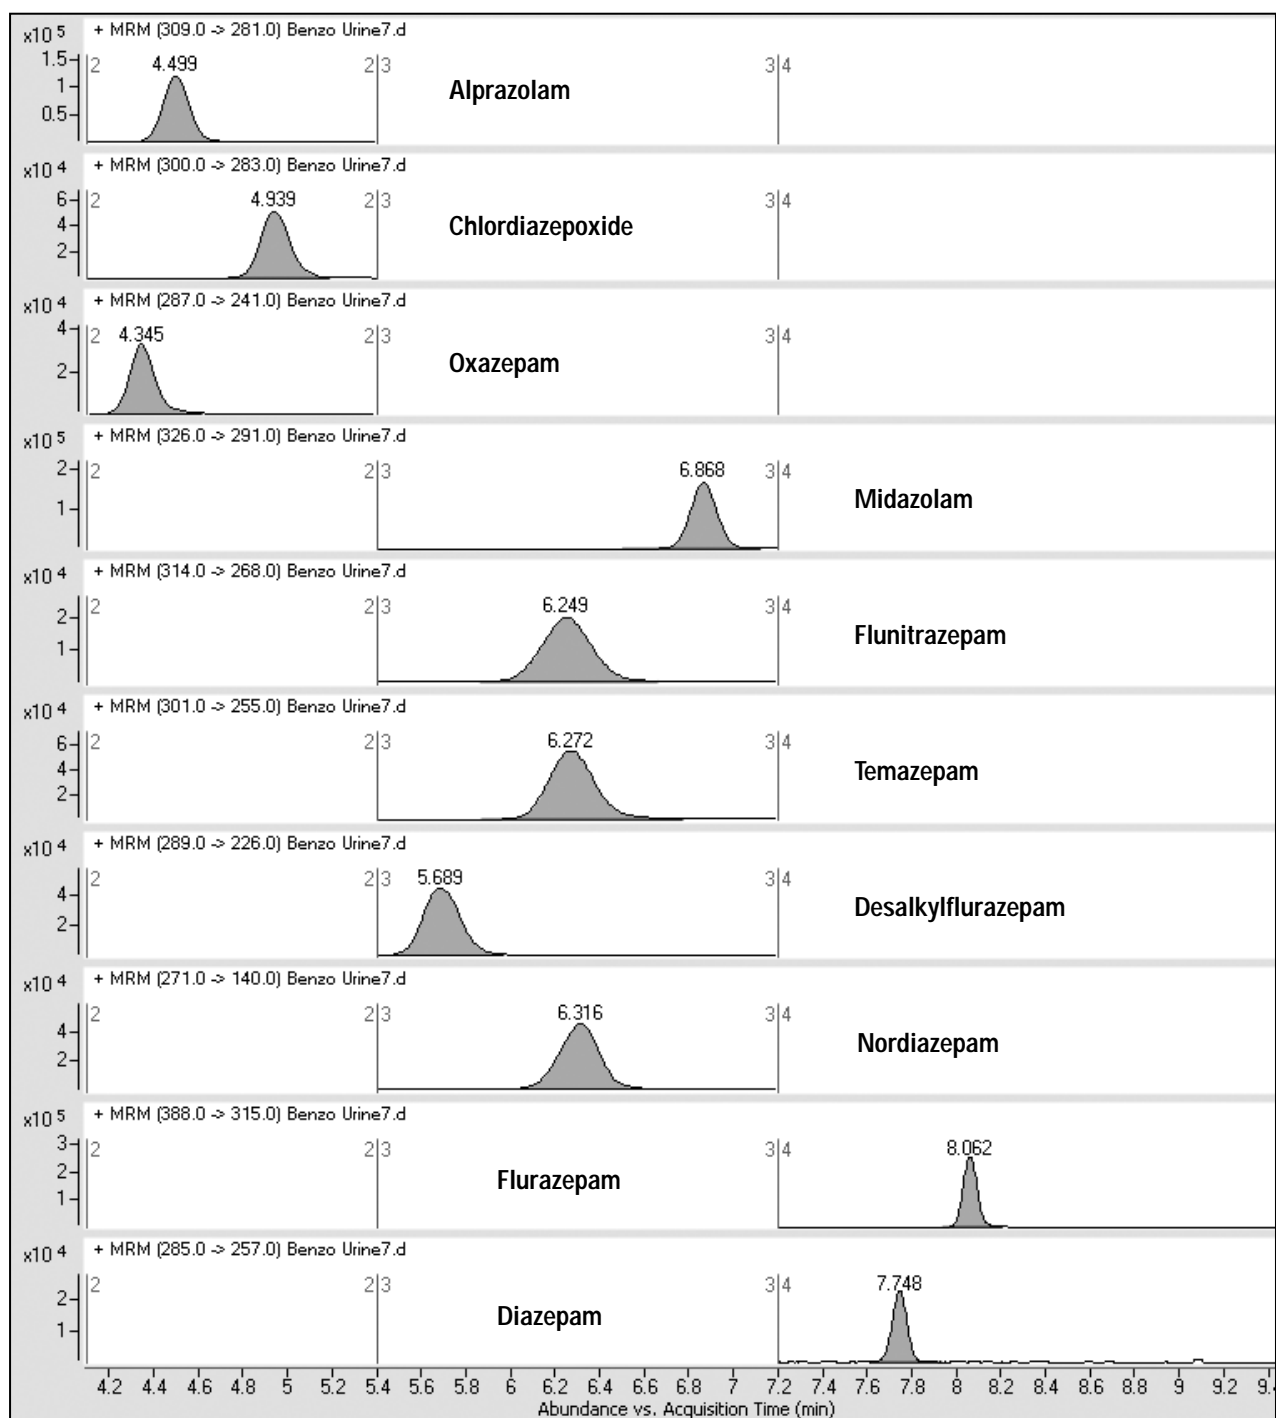 + MRM (309.0 -> 281.0) Benzo Urine7.d
x10 5
1.5
1
0.5
2
4.499
2 3
Alprazolam
3 4
+ MRM (300.0 -> 283.0) Benzo Urine7.d
x10 4
6
4
2
2
4.939
2 3
Chlordiazepoxide
3 4
+ MRM (287.0 -> 241.0) Benzo Urine7.d
x10 4
4
2
2
4.345
2 3
Oxazepam
3 4
+ MRM (326.0 -> 291.0) Benzo Urine7.d
x10 5
2
1
2
2 3
6.868
3 4
Midazolam
+ MRM (314.0 -> 268.0) Benzo Urine7.d
x10 4
2
1
2
2 3
6.249
3 4
Flunitrazepam
+ MRM (301.0 -> 255.0) Benzo Urine7.d
x10 4
6
4
2
2
2 3
6.272
3 4
Temazepam
+ MRM (289.0 -> 226.0) Benzo Urine7.d
x10 4
4
2
2
2 3
5.689
3 4
Desalkylflurazepam
+ MRM (271.0 -> 140.0) Benzo Urine7.d
x10 4
4
2
2
2 3
6.316
3 4
Nordiazepam
+ MRM (388.0 -> 315.0) Benzo Urine7.d
x10 5
3
2
1
2
2 3
Flurazepam
3 4
8.062
+ MRM (285.0 -> 257.0) Benzo Urine7.d
x10 4
2
1
2
2 3
Diazepam
3 4
7.748
4.2 4.4 4.6 4.8 5 5.2 5.4 5.6 5.8 6 6.2 6.4 6.6 6.8 7 7.2 7.4 7.6 7.8 8 8.2 8.4 8.6 8.8 9 9.2
Abundance vs. Acquisition Time (min)